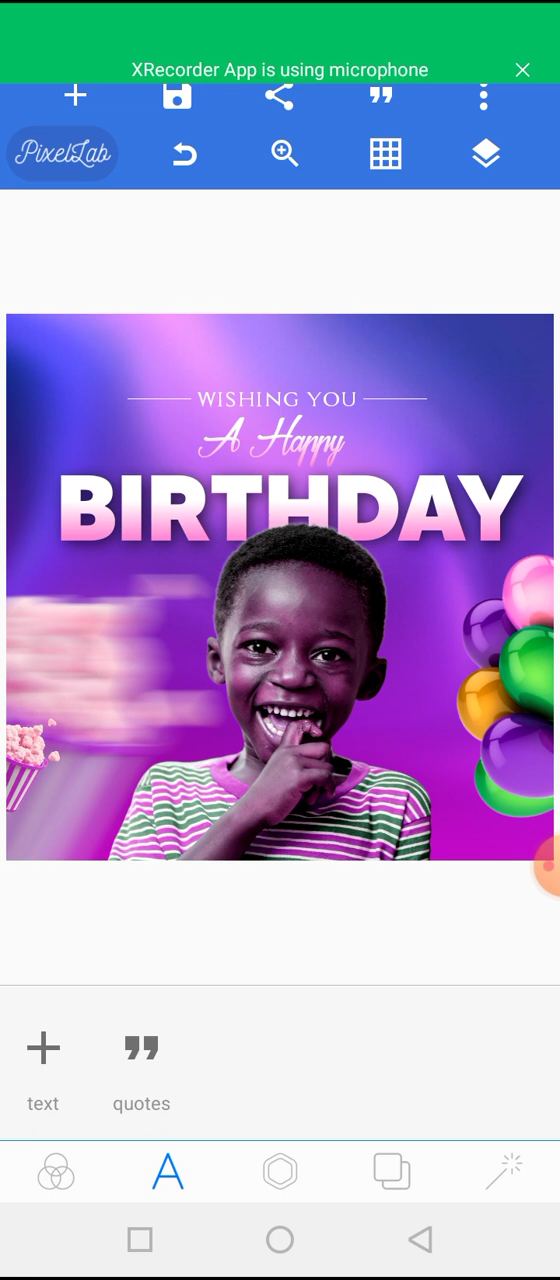 XRecorder App is using microphone
PixelLab
WISHING YOU
A Happy
BIRTHDAY
text
quotes